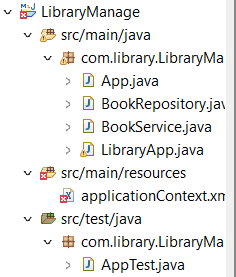 LibraryManage
src/main/java
com.library.LibraryMa
App.java
BookRepository.jav
BookService.java
LibraryApp.java
src/main/resources
applicationContext.xm
src/test/java
com.library.LibraryMa
AppTest.java